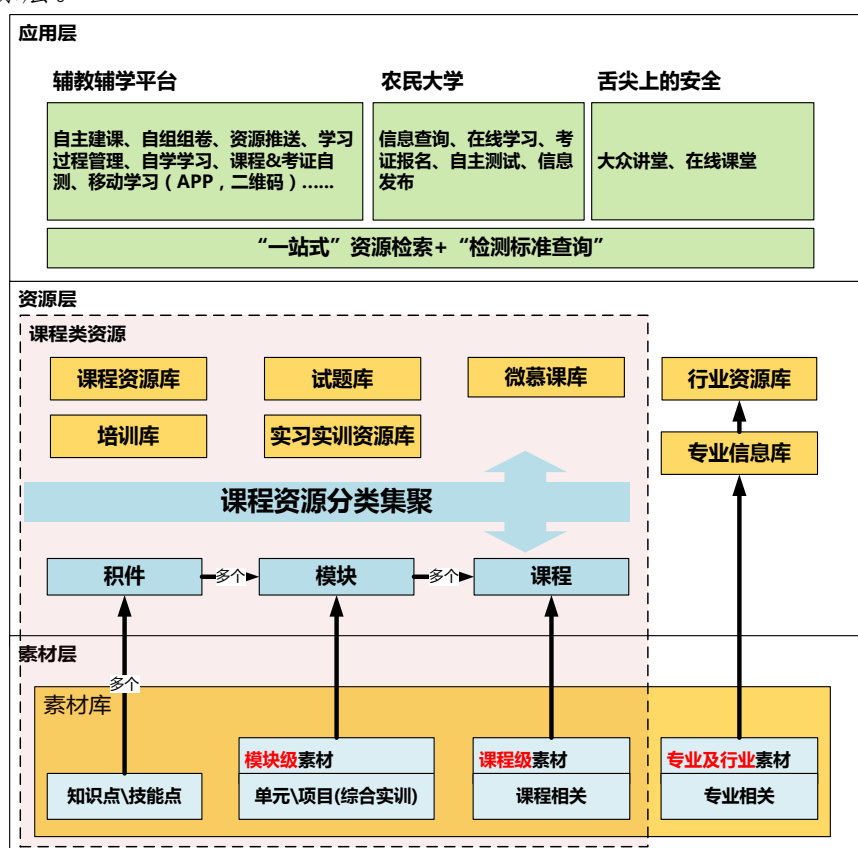 应用层
辅教辅学平台
农民大学
舌尖上的安全
自主建课、自组组卷、资源推送、学习
过程管理、自学学习、课程&考证自
测、移动学习（APP，二维码）……
信息查询、在线学习、考
证报名、自主测试、信息
发布
大众讲堂、在线课堂
“一站式”资源检索+“检测标准查询”
资源层
课程类资源
课程资源库
试题库
微慕课库
行业资源库
培训库
实习实训资源库
专业信息库
课程资源分类集聚
积件
多个
模块
多个
课程
素材层
多个
素材库
模块级素材
课程级素材
专业及行业素材
知识点\技能点
单元\项目(综合实训)
课程相关
专业相关